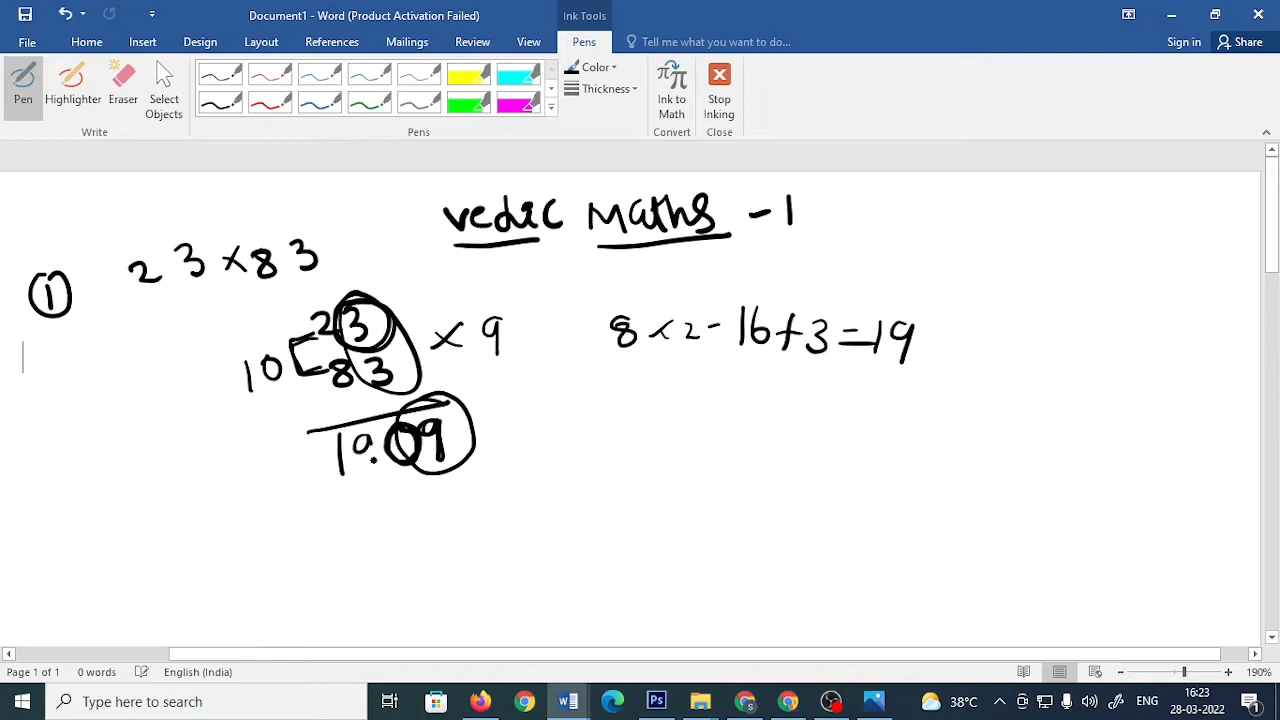 Document1 - Word (Product Activation Failed)
Ink Tools
File Home Insert Design Layout References Mailings Review View Pens Tell me what you want to do... Sign in Share
Pen Highlighter Eraser Select Objects
Color
Thickness
Ink to Math
Stop Inking
Write Pens Convert Close
vedic maths - 1
1 23 × 83
23 × 9
10 83
1909
8 × 2 - 16 + 3 = 19
Page 1 of 1 0 words English (India) 190%
Type here to search
38°C ENG 16:23
28-03-2022